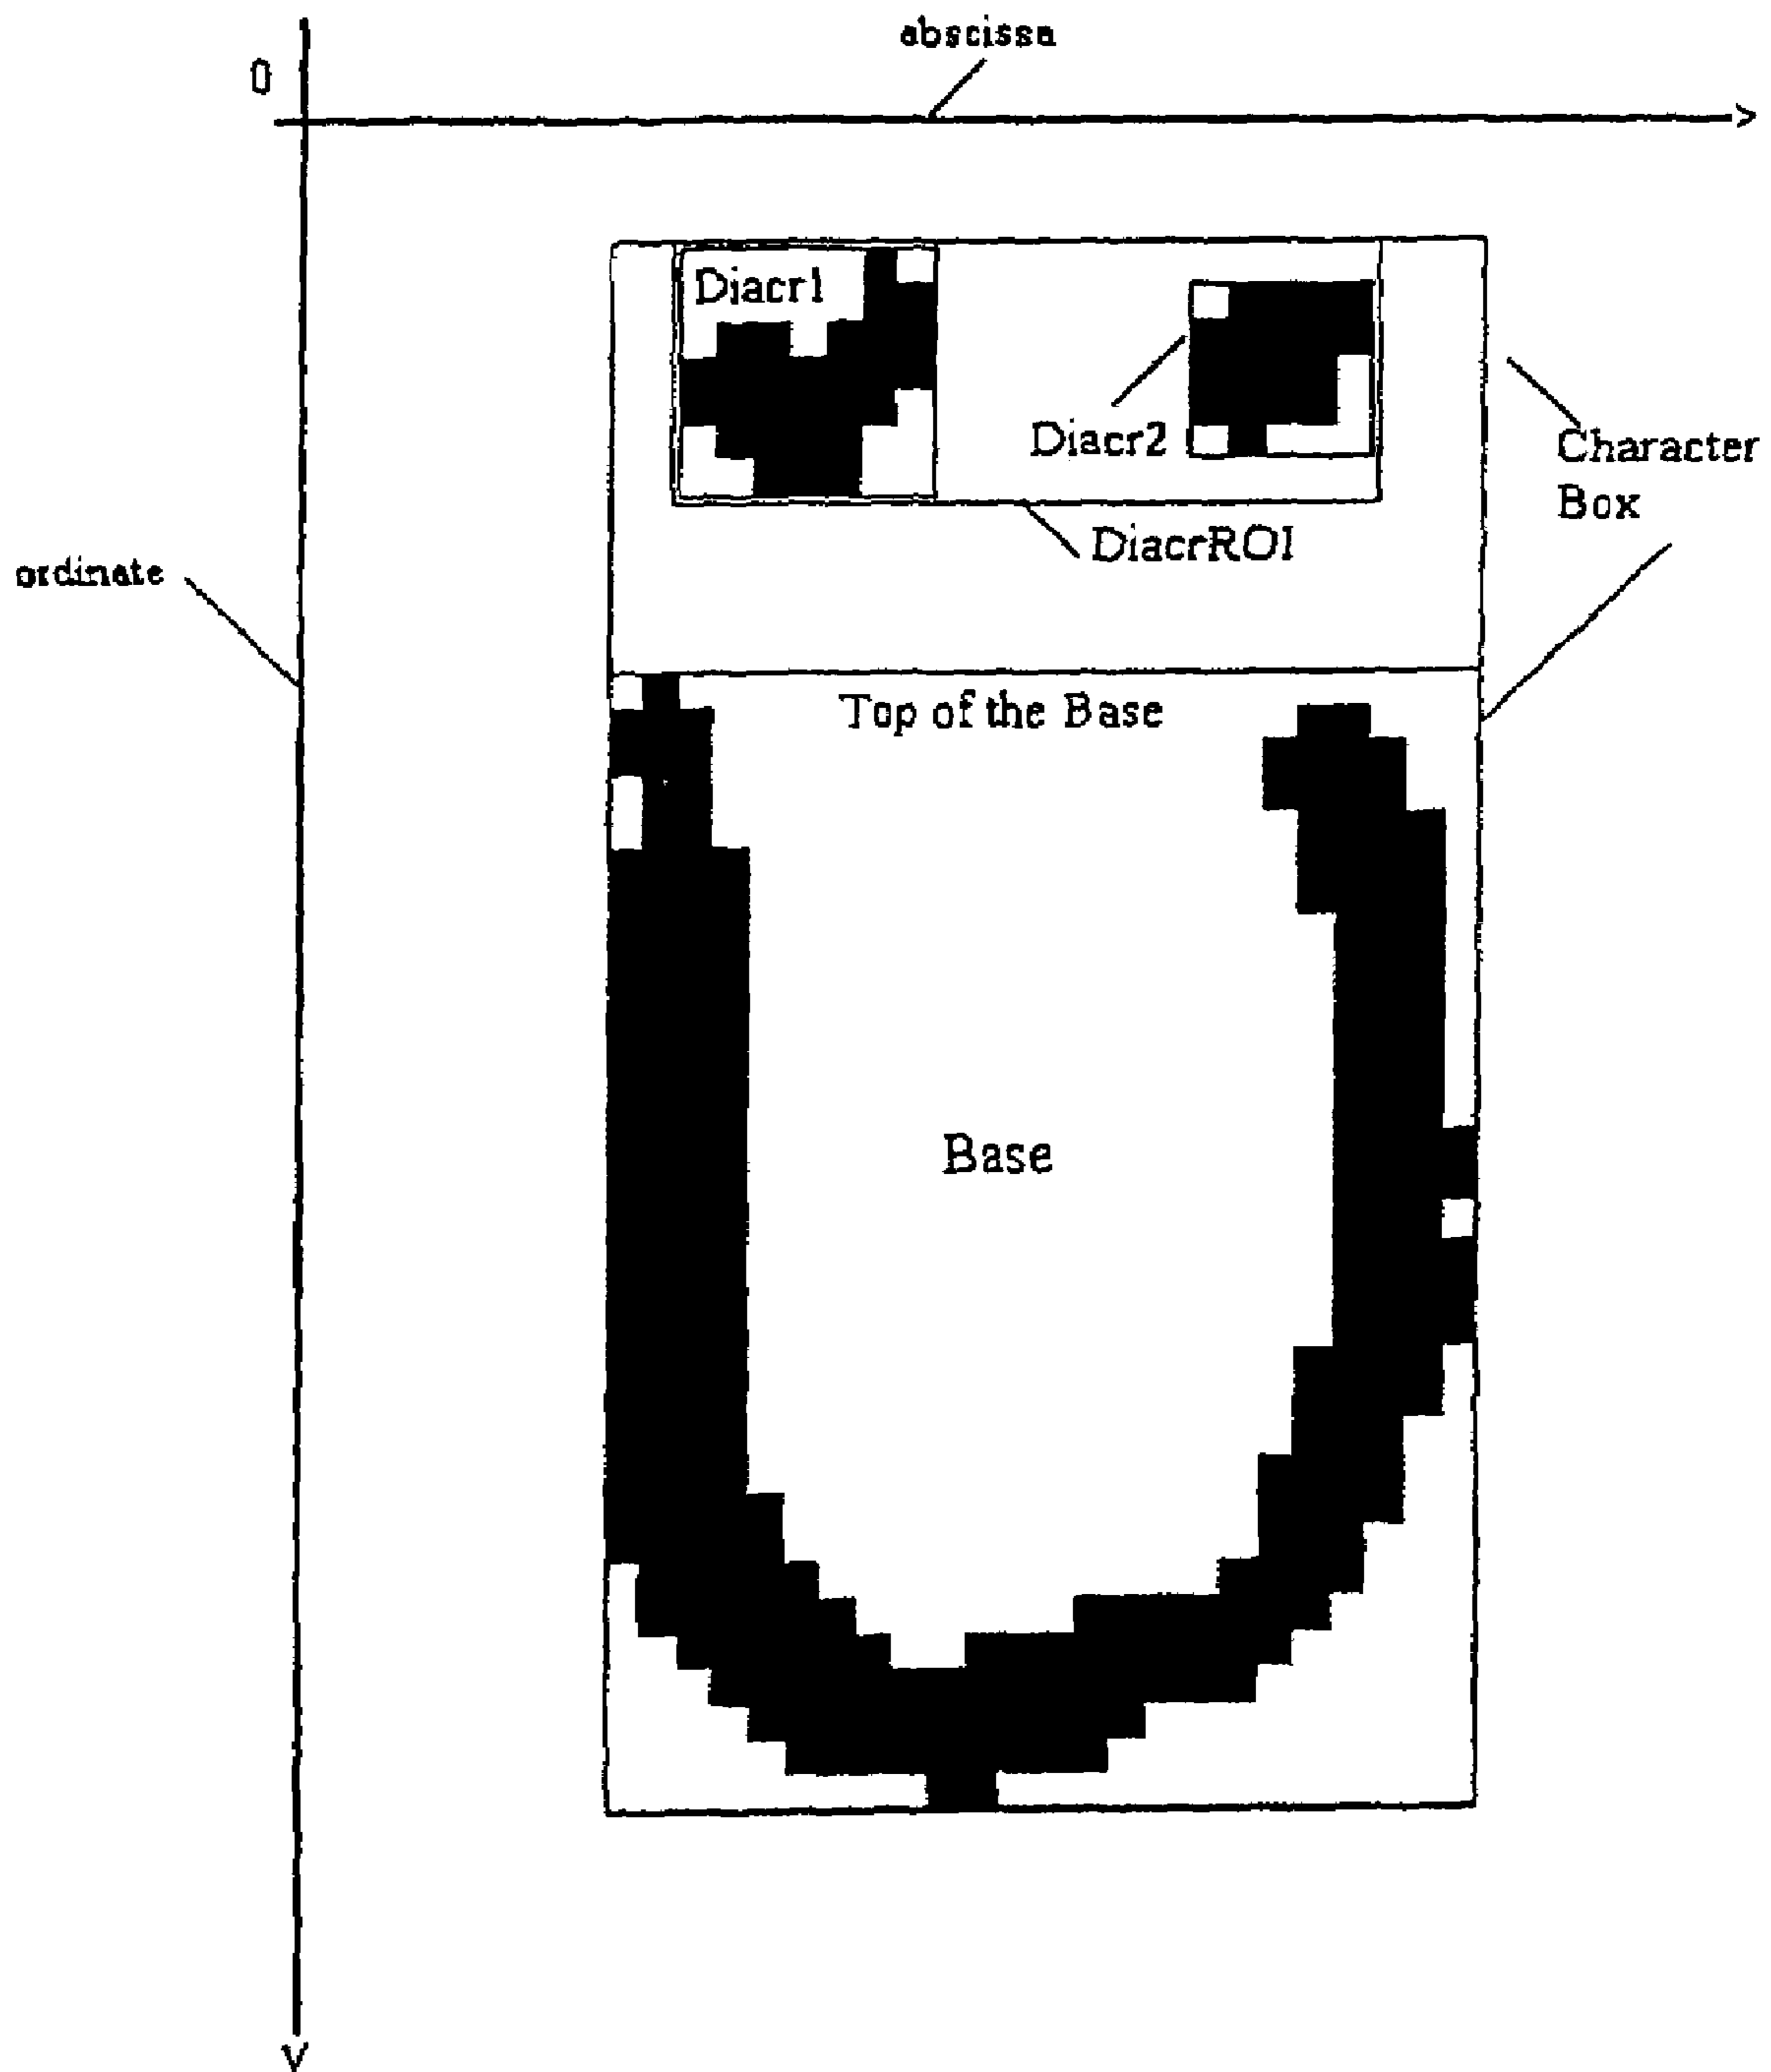 abscissa
0
Diacr1
Diacr2
Character
Box
DiacrROI
ordinate
Top of the Base
Base